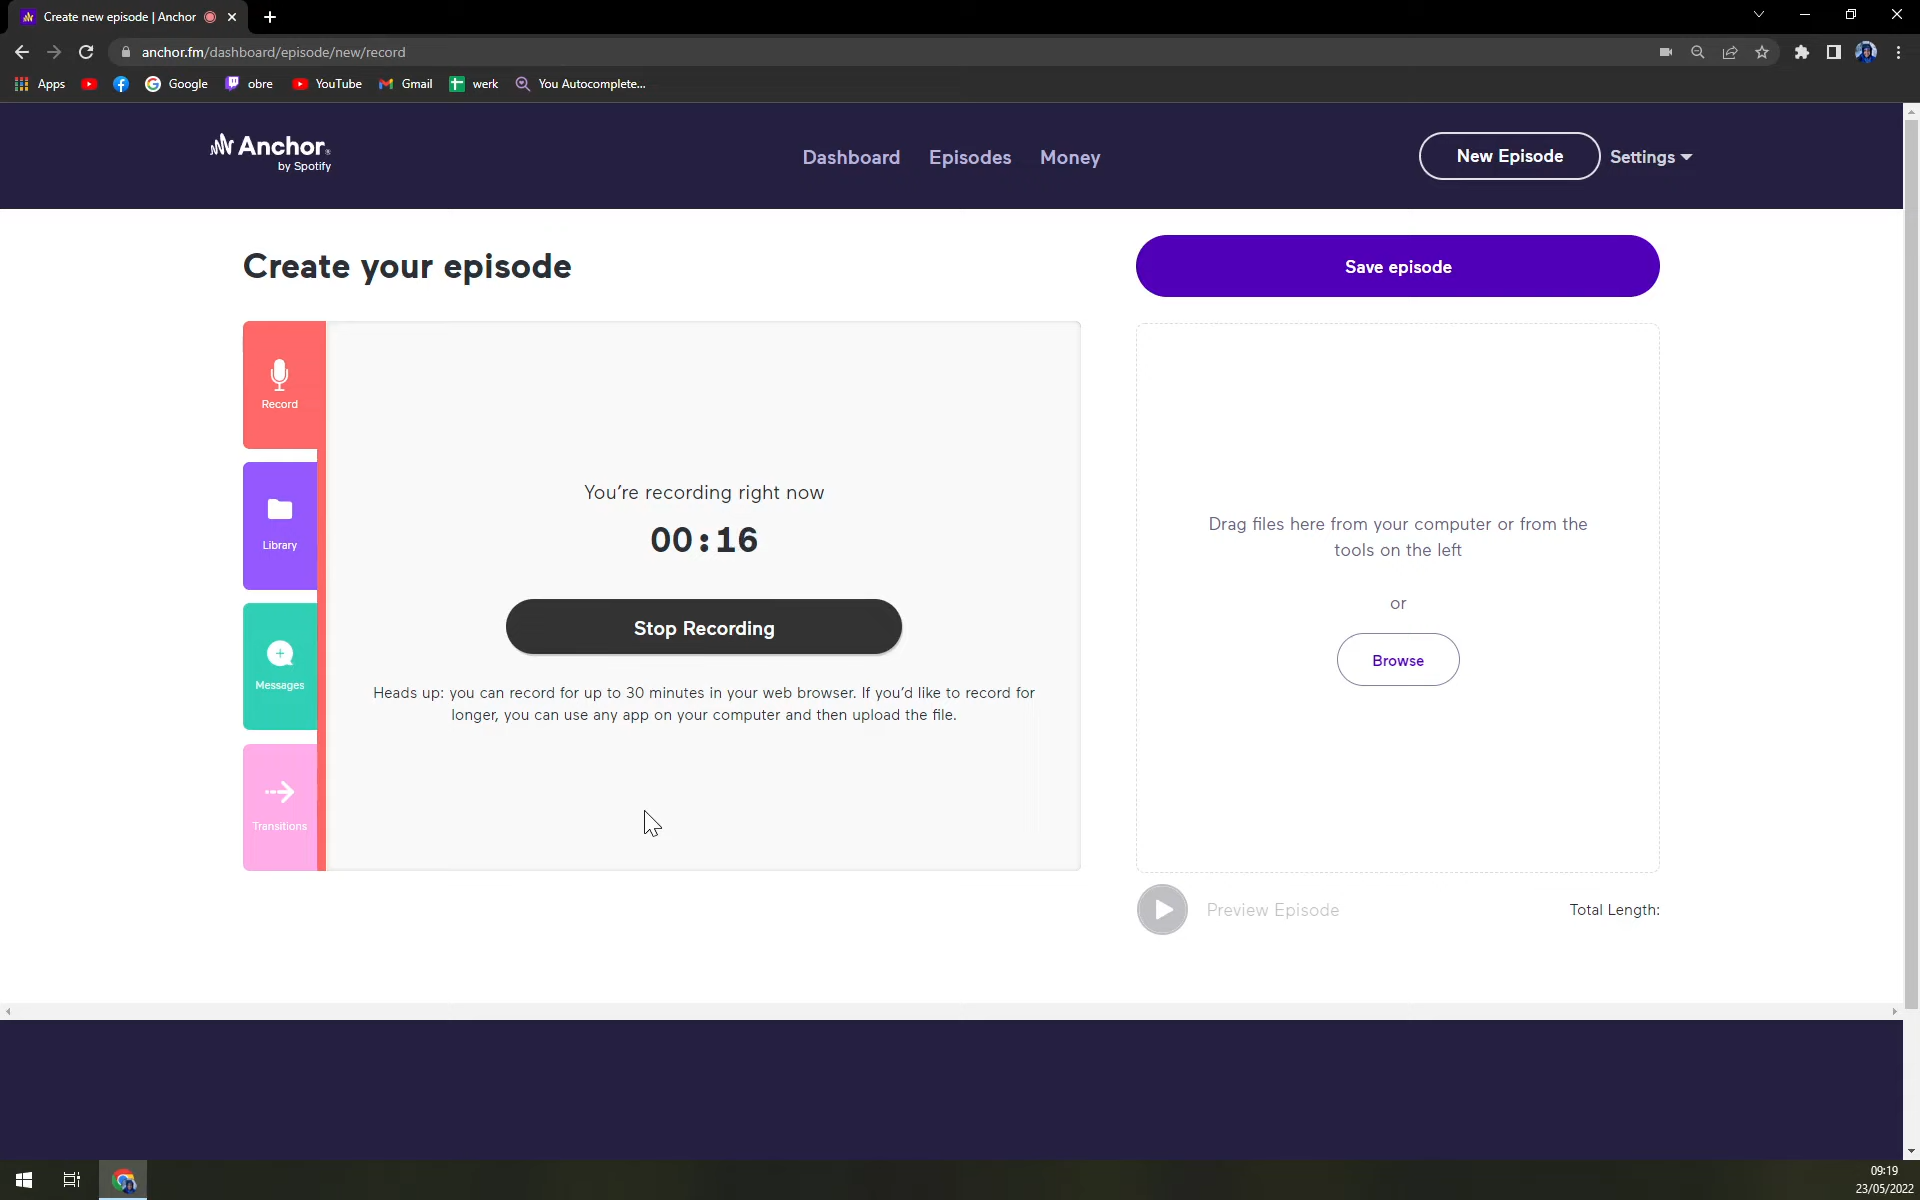 Create new episode | Anchor
anchor.fm/dashboard/episode/new/record
Apps
Google
obre
YouTube
Gmail
werk
You Autocomplete...
Anchor
by Spotify
Dashboard
Episodes
Money
New Episode
Settings
Create your episode
Save episode
Record
Library
Messages
Transitions
You're recording right now
00:16
Stop Recording
Heads up: you can record for up to 30 minutes in your web browser. If you'd like to record for
longer, you can use any app on your computer and then upload the file.
Drag files here from your computer or from the
tools on the left
or
Browse
Preview Episode
Total Length:
09:19
23/05/2022